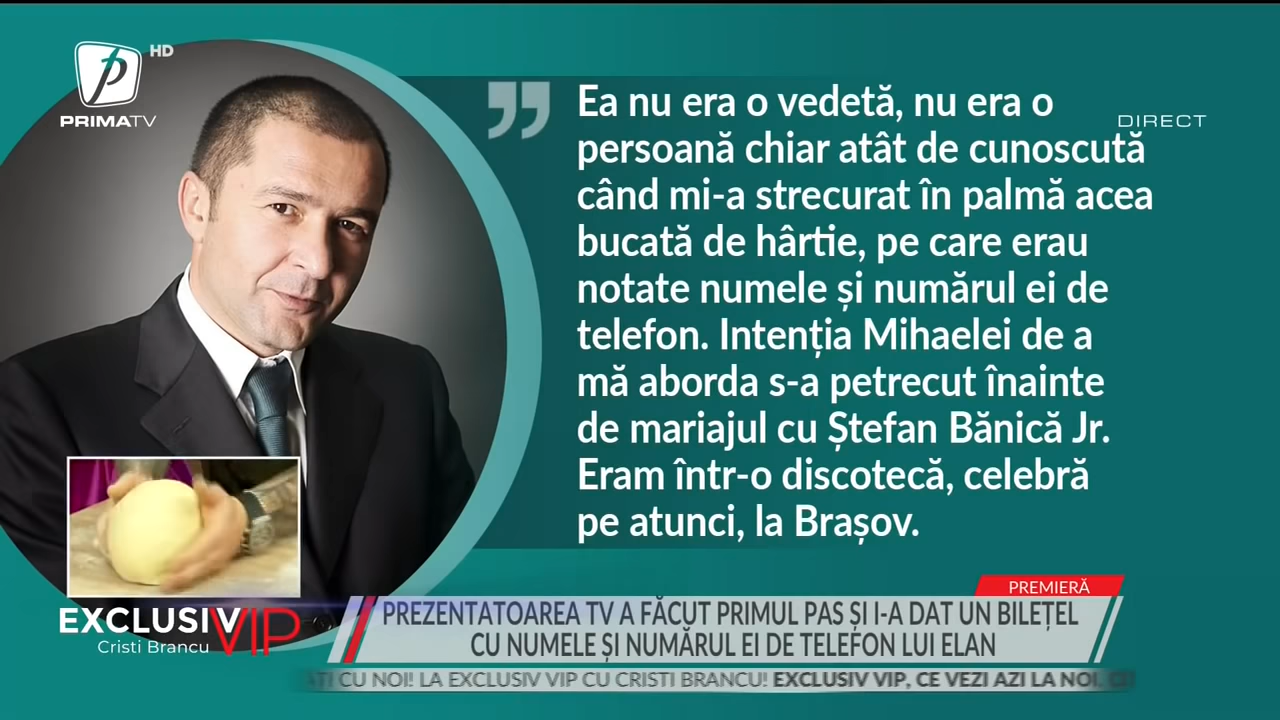 HD
PRIMATV
DIRECT
Ea nu era o vedetă, nu era o
persoană chiar atât de cunoscută
când mi-a strecurat în palmă acea
bucată de hârtie, pe care erau
notate numele și numărul ei de
telefon. Intenția Mihaelei de a
mă aborda s-a petrecut înainte
de mariajul cu Ștefan Bănică Jr.
Eram într-o discotecă, celebră
pe atunci, la Brașov.
PREMIERĂ
EXCLUSIV VIP
Cristi Brancu
PREZENTATOAREA TV A FĂCUT PRIMUL PAS ȘI I-A DAT UN BILEȚEL
CU NUMELE ȘI NUMĂRUL EI DE TELEFON LUI ELAN
CU NOI! LA EXCLUSIV VIP CU CRISTI BRANCU! EXCLUSIV VIP, CE VEZI AZI LA NOI,